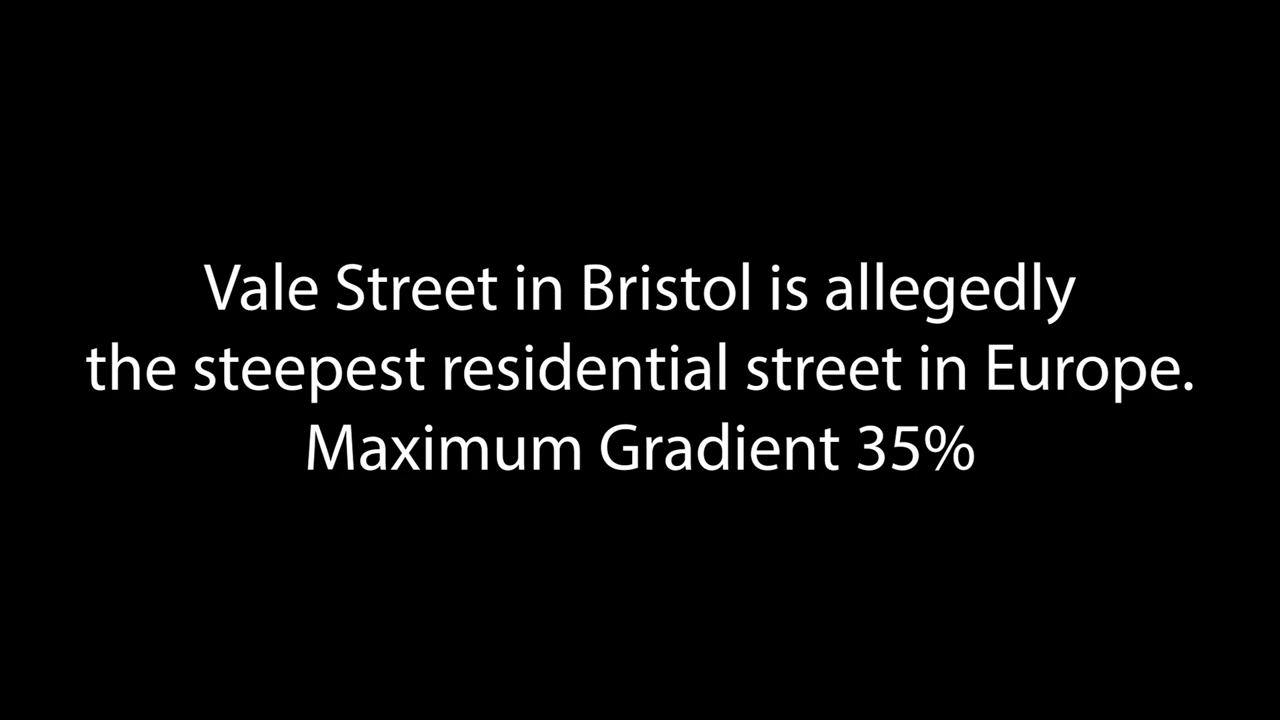 Vale Street in Bristol is allegedly
the steepest residential street in Europe.
Maximum Gradient 35%